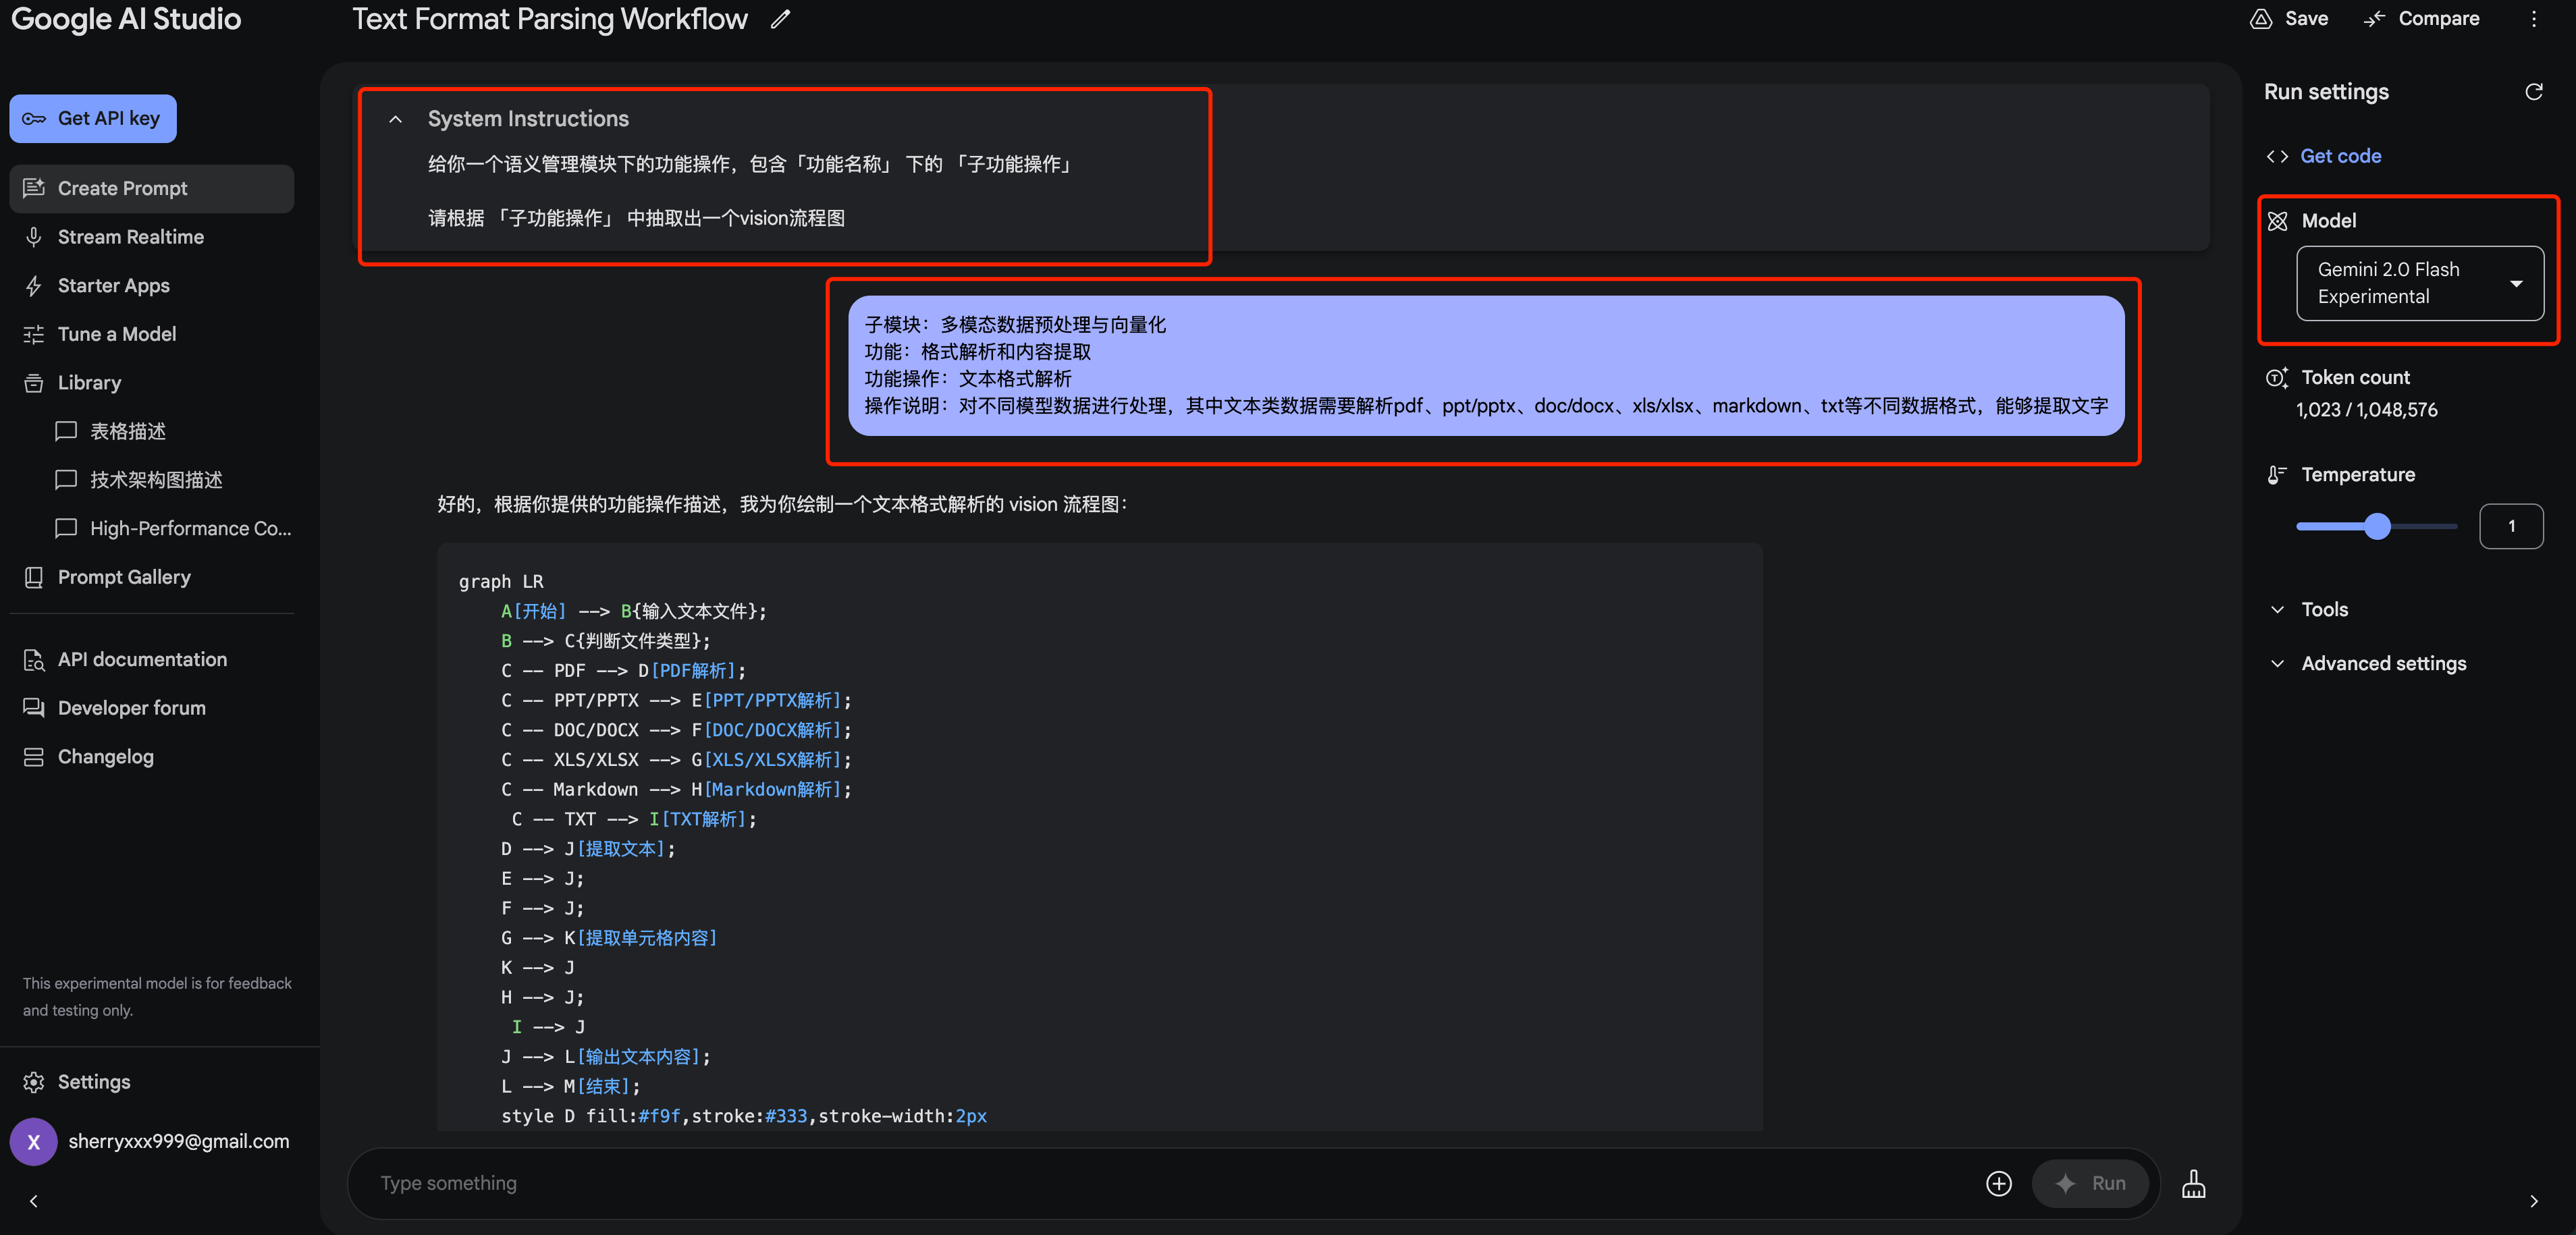 Google AI Studio
Get API key
Create Prompt
Stream Realtime
Starter Apps
Tune a Model
Library
表格描述
技术架构图描述
High-Performance Co...
Prompt Gallery
API documentation
Developer forum
Changelog
This experimental model is for feedback
and testing only.
Settings
X
sherryxxx999@gmail.com
Text Format Parsing Workflow
Save
Compare
System Instructions
给你一个语义管理模块下的功能操作，包含「功能名称」 下的 「子功能操作」
请根据 「子功能操作」 中抽取出一个vision流程图
子模块：多模态数据预处理与向量化
功能：格式解析和内容提取
功能操作：文本格式解析
操作说明：对不同模型数据进行处理，其中文本类数据需要解析pdf、ppt/pptx、doc/docx、xls/xlsx、markdown、txt等不同数据格式，能够提取文字
好的，根据你提供的功能操作描述，我为你绘制一个文本格式解析的 vision 流程图：
graph LR
A[开始] --> B{输入文本文件};
B --> C{判断文件类型};
C -- PDF --> D[PDF解析];
C -- PPT/PPTX --> E[PPT/PPTX解析];
C -- DOC/DOCX --> F[DOC/DOCX解析];
C -- XLS/XLSX --> G[XLS/XLSX解析];
C -- Markdown --> H[Markdown解析];
C -- TXT --> I[TXT解析];
D --> J[提取文本];
E --> J;
F --> J;
G --> K[提取单元格内容]
K --> J
H --> J;
I --> J
J --> L[输出文本内容];
L --> M[结束];
style D fill:#f9f,stroke:#333,stroke-width:2px
Type something
Run
Run settings
Get code
Model
Gemini 2.0 Flash
Experimental
Token count
1,023 / 1,048,576
Temperature
1
Tools
Advanced settings